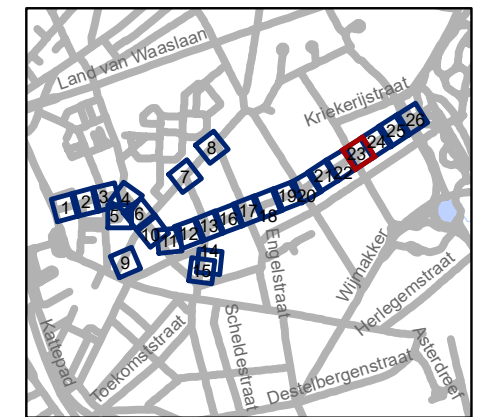 Land van Waaslaan
Kriekerijstraat
8
7
26
25
24
23
22
21
20
19
18
17
16
13
12
11
10
1
2
3
4
5
6
9
14
15
Engelstraat
Wijmakker
Herlegemstraat
Kattepad
Toekomststraat
Scheldestraat
Destelbergenstraat
Asterdreef